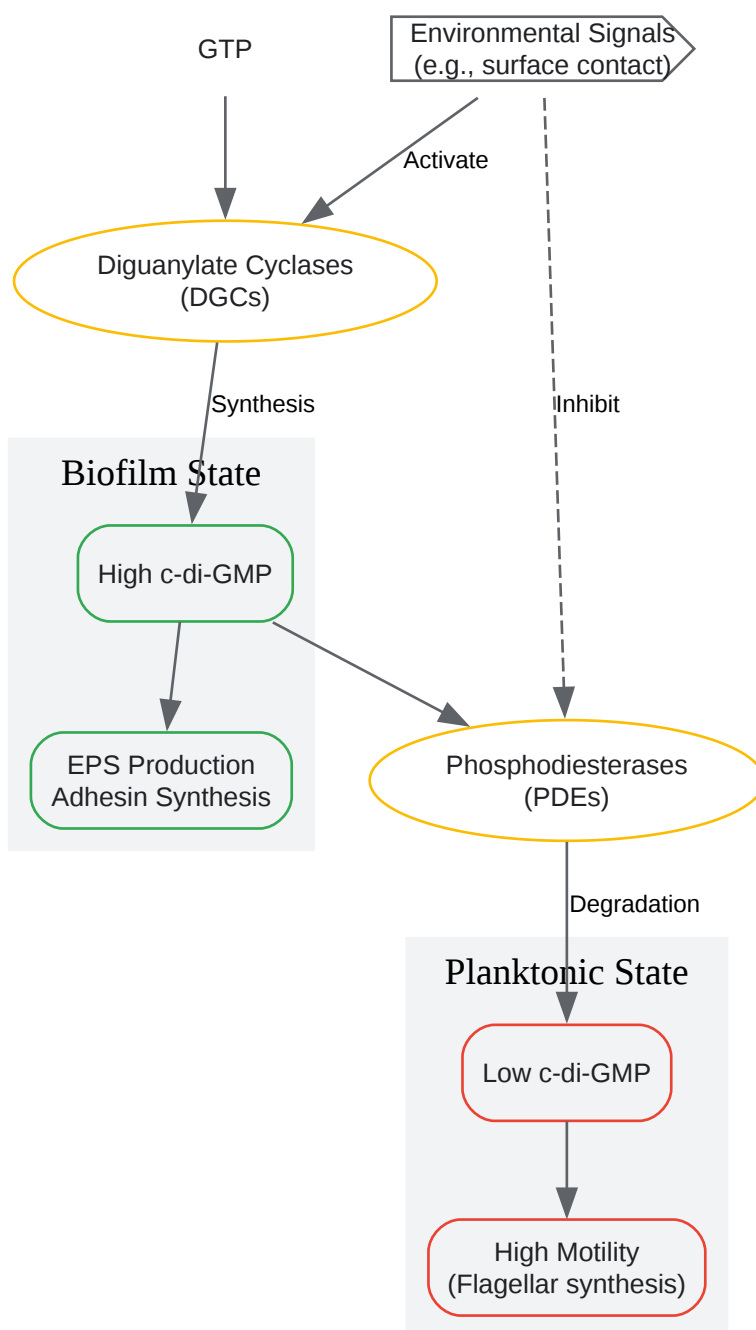 GTP
Environmental Signals
(e.g., surface contact)
Activate
Diguanylate Cyclases
(DGCs)
Synthesis
Inhibit
Biofilm State
High c-di-GMP
EPS Production
Adhesin Synthesis
Phosphodiesterases
(PDEs)
Degradation
Planktonic State
Low c-di-GMP
High Motility
(Flagellar synthesis)